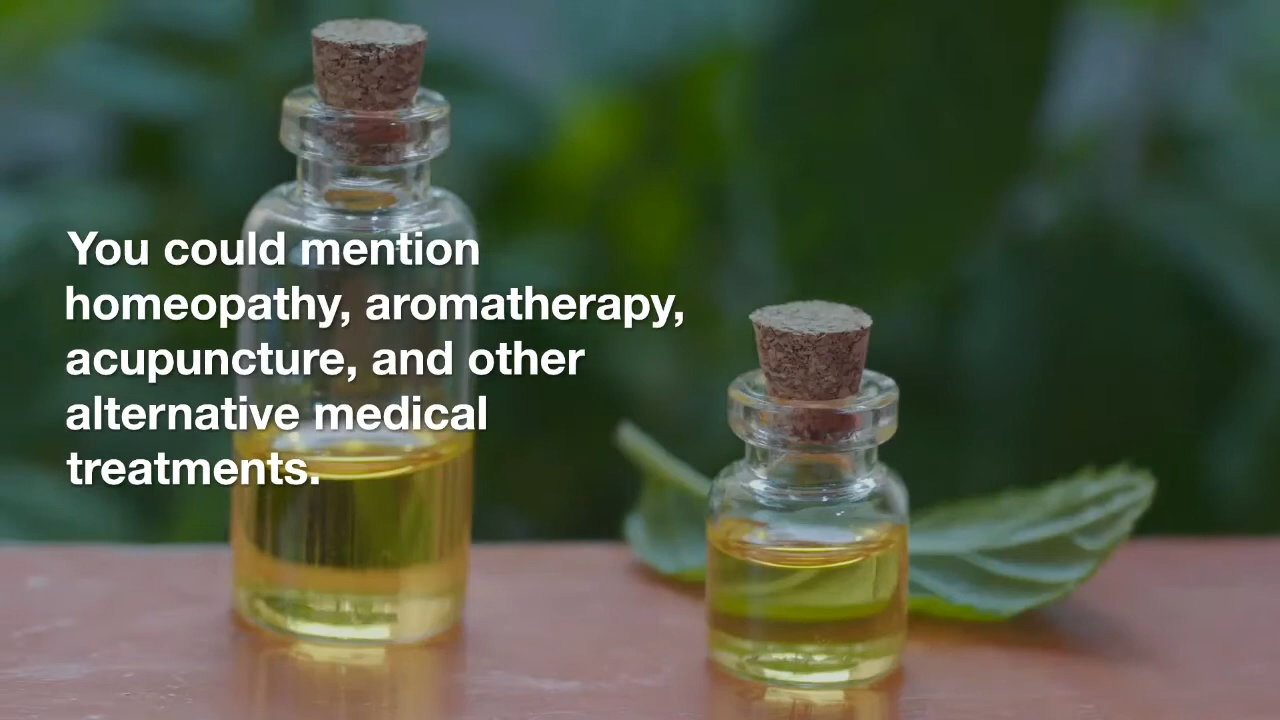 You could mention
homeopathy, aromatherapy,
acupuncture, and other
alternative medical
treatments.